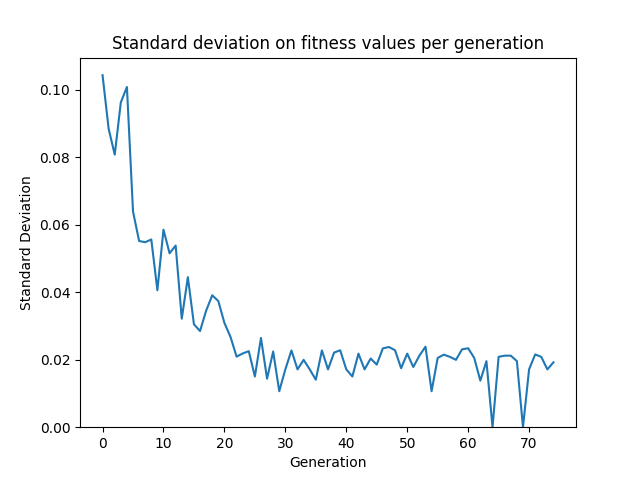 Standard deviation on fitness values per generation
0.10
0.08
0.06
0.04
0.02
0.00
Standard Deviation
0 10 20 30 40 50 60 70
Generation